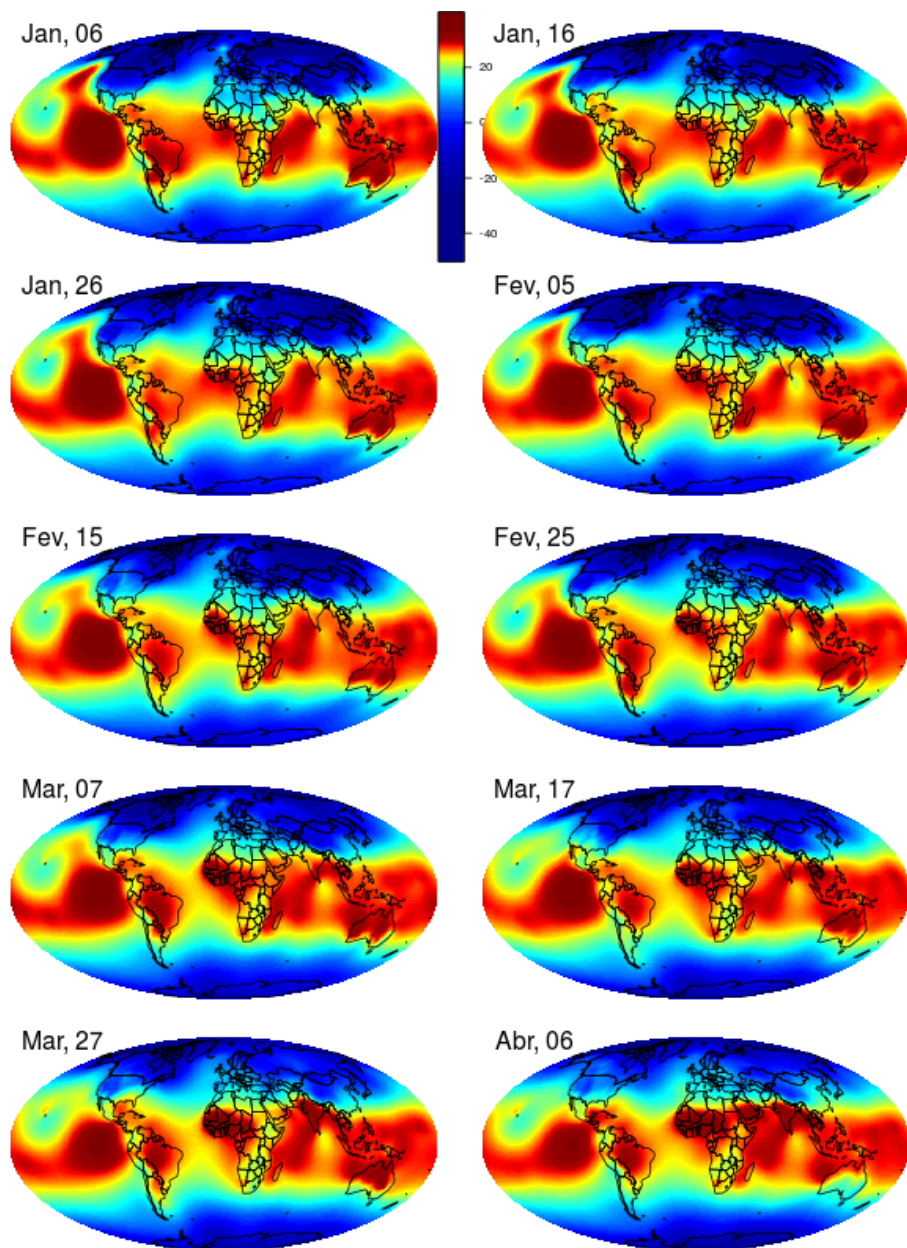 Jan, 06
Jan, 16
20
0
-20
-40
Jan, 26
Fev, 05
Fev, 15
Fev, 25
Mar, 07
Mar, 17
Mar, 27
Abr, 06